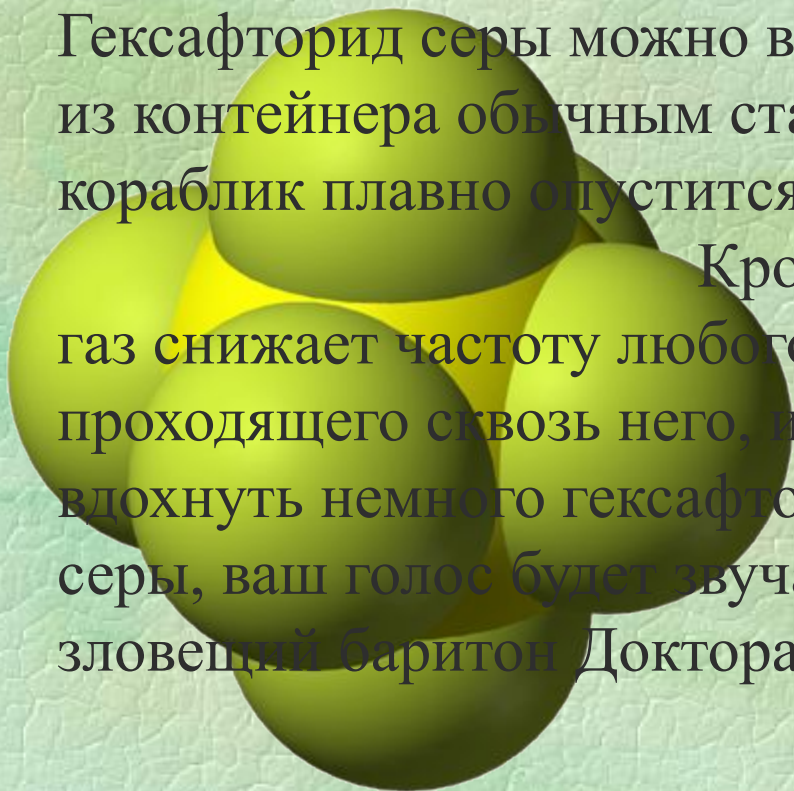 Гексафторид серы можно в
из контейнера обычным ста
кораблик плавно опустится
Кро
газ снижает частоту любого
проходящего сквозь него, и
вдохнуть немного гексафто
серы, ваш голос будет звуча
зловещий баритон Доктора